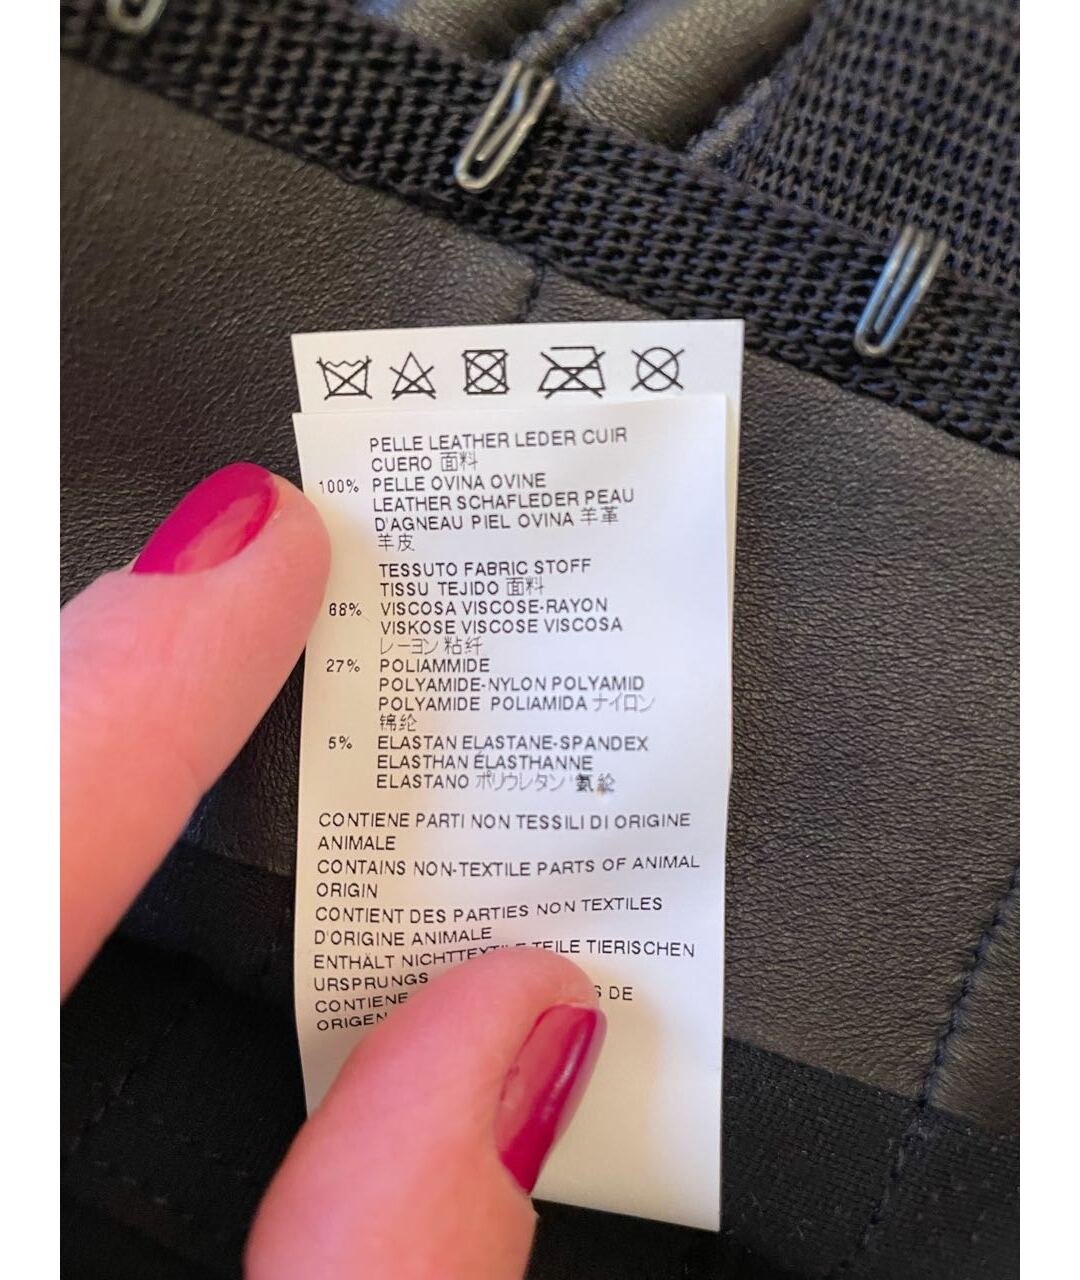 PELLE LEATHER LEDER CUIR
CUERO 面料
100% PELLE OVINA OVINE
LEATHER SCHAFLEDER PEAU
D'AGNEAU PIEL OVINA 羊革
羊皮
TESSUTO FABRIC STOFF
TISSU TEJIDO 面料
68% VISCOSA VISCOSE-RAYON
VISKOSE VISCOSE VISCOSA
レーヨン 粘纤
27% POLIAMMIDE
POLYAMIDE-NYLON POLYAMID
POLYAMIDE POLIAMIDA ナイロン
锦纶
5% ELASTAN ELASTANE-SPANDEX
ELASTHAN ÉLASTHANNE
ELASTANO ポリウレタン 氨纶
CONTIENE PARTI NON TESSILI DI ORIGINE
ANIMALE
CONTAINS NON-TEXTILE PARTS OF ANIMAL
ORIGIN
CONTIENT DES PARTIES NON TEXTILES
D'ORIGINE ANIMALE
ENTHÄLT NICHTTEXTILE TEILE TIERISCHEN
URSPRUNGS
CONTIENE DE
ORIGEN